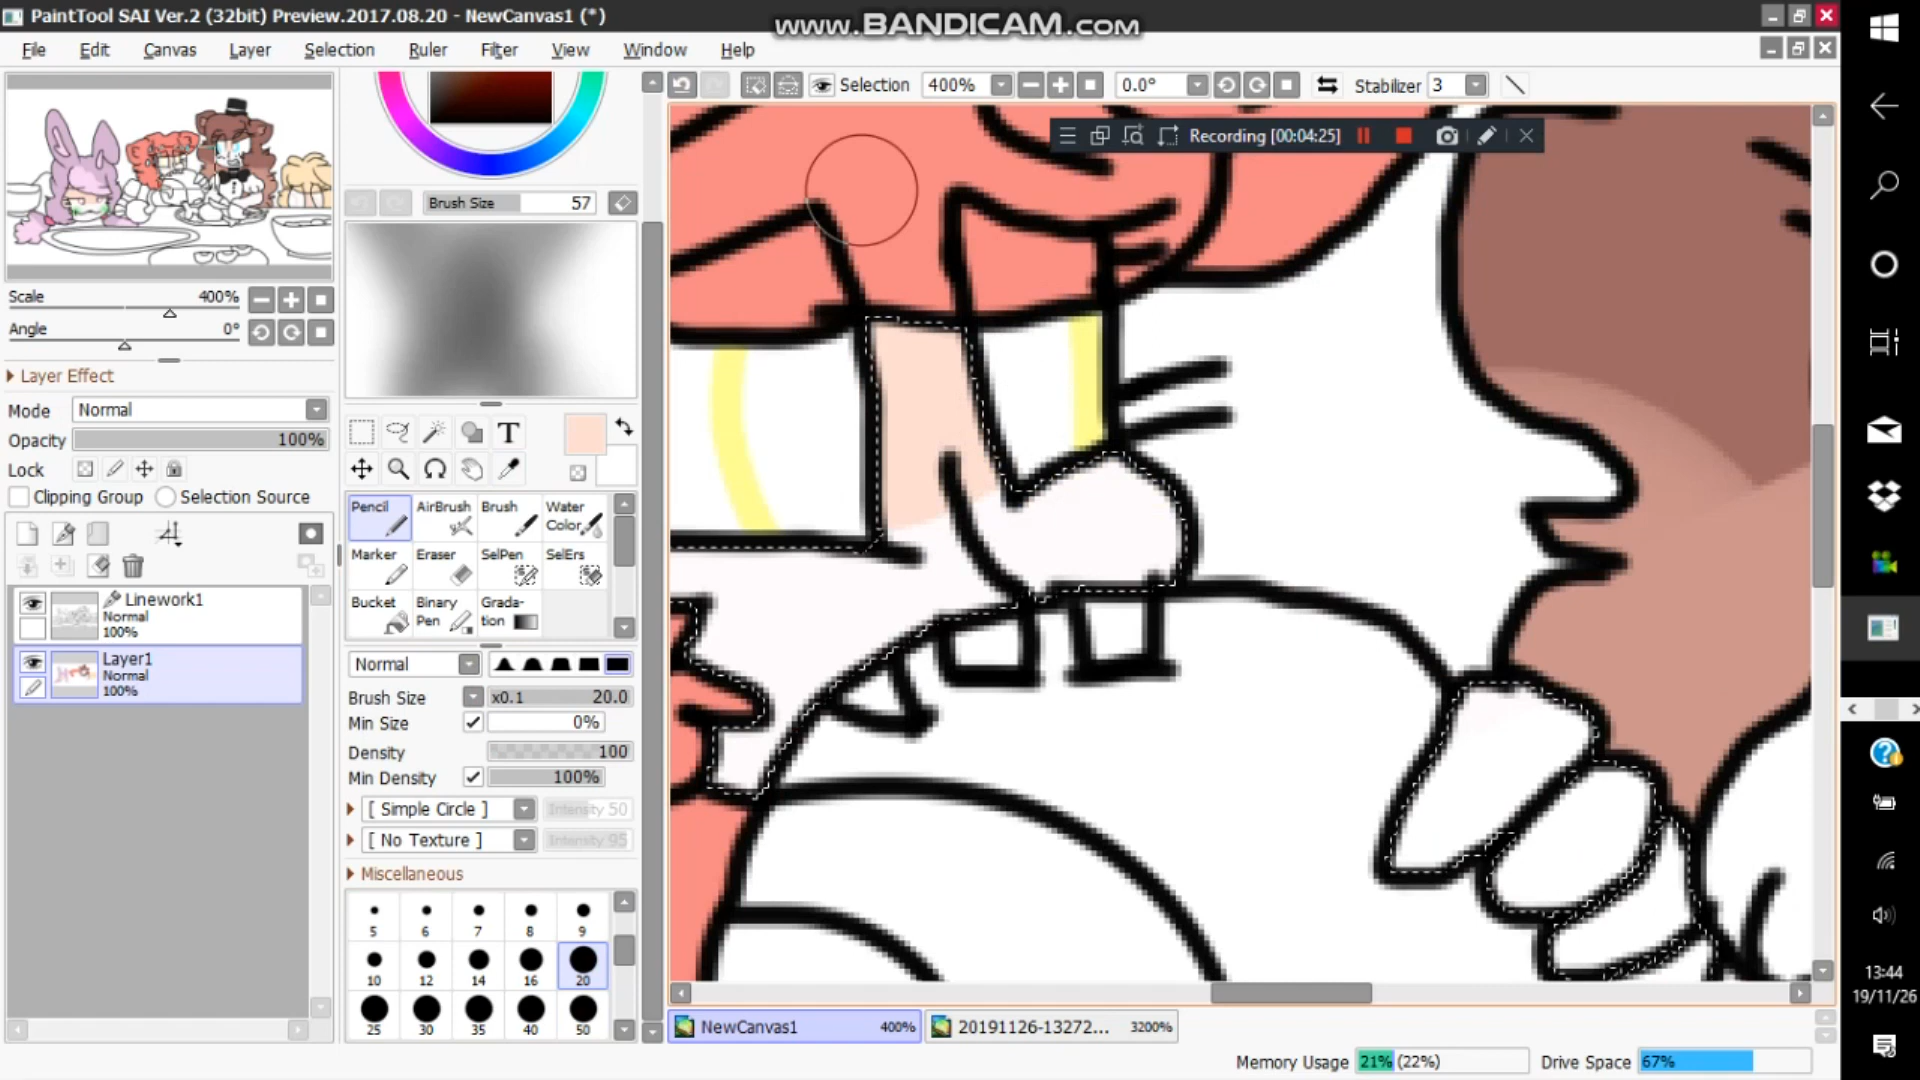 PaintTool SAI Ver.2 (32bit) Preview.2017.08.20 - NewCanvas1 (*)
www.BANDICAM.com
File Edit Canvas Layer Selection Ruler Filter View Window Help
Selection 400% 0.0° Stabilizer 3
Recording [00:04:25]
Brush Size 57
Scale 400%
Angle 0°
Layer Effect
Mode Normal
Opacity 100%
Lock
Clipping Group Selection Source
Linework1
Normal
100%
Layer1
Normal
100%
T
Pencil AirBrush Brush Water Color
Marker Eraser SelPen SelErs
Bucket Binary Pen Grada-tion
Normal
Brush Size x0.1 20.0
Min Size 0%
Density 100
Min Density 100%
[ Simple Circle ] Intensity 50
[ No Texture ] Intensity 95
Miscellaneous
5 6 7 8 9
10 12 14 16 20
25 30 35 40 50
NewCanvas1 400% 20191126-13272... 3200%
Memory Usage 21% (22%) Drive Space 67%
13:44
19/11/26